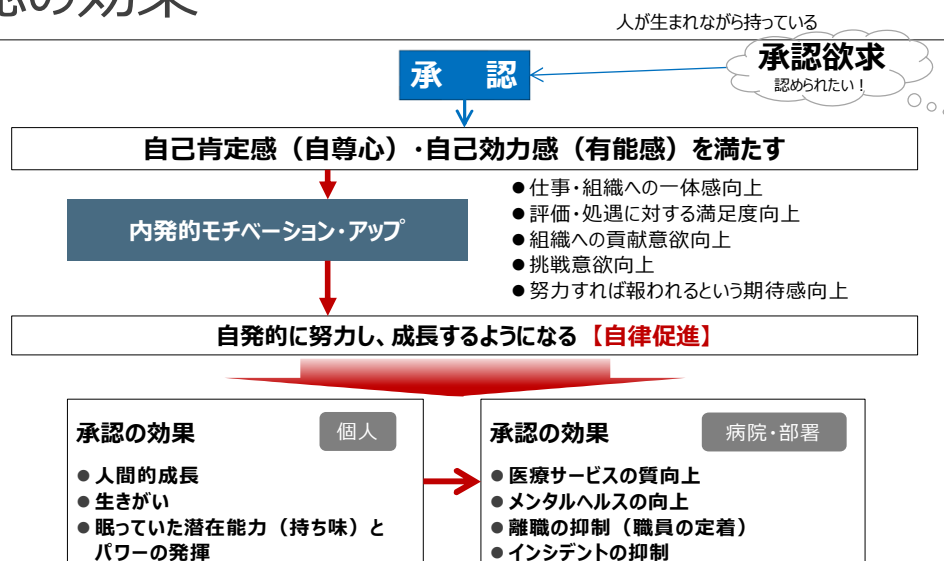 の効果
人が生まれながら持っている
承認欲求
認められたい！
承　認
自己肯定感（自尊心）・自己効力感（有能感）を満たす
●仕事・組織への一体感向上
●評価・処遇に対する満足度向上
●組織への貢献意欲向上
●挑戦意欲向上
●努力すれば報われるという期待感向上
内発的モチベーション・アップ
自発的に努力し、成長するようになる【自律促進】
承認の効果
個人
●人間的成長
●生きがい
●眠っていた潜在能力（持ち味）と
パワーの発揮
承認の効果
病院・部署
●医療サービスの質向上
●メンタルヘルスの向上
●離職の抑制（職員の定着）
●インシデントの抑制